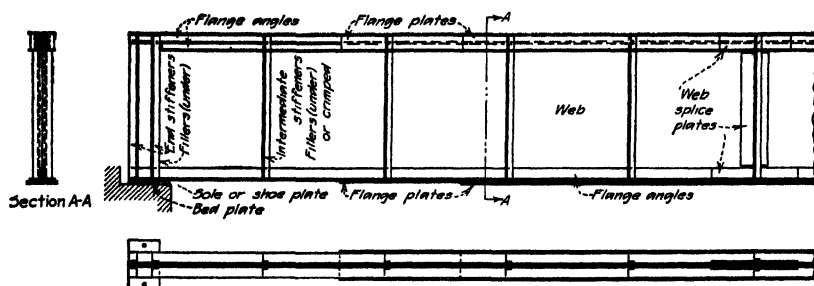 Flange angles
Flange plates
A
End stiffeners
Fillers (under)
Intermediate
stiffeners
Fillers (under)
or crimped
Web
Web
splice
plates
Section A-A
Sole or shoe plate
Bed plate
Flange plates
A
Flange angles